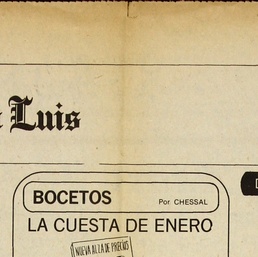 Luis
BOCETOS
Por CHESSAL
LA CUESTA DE ENERO
NUEVA ALZA DE PRECIOS